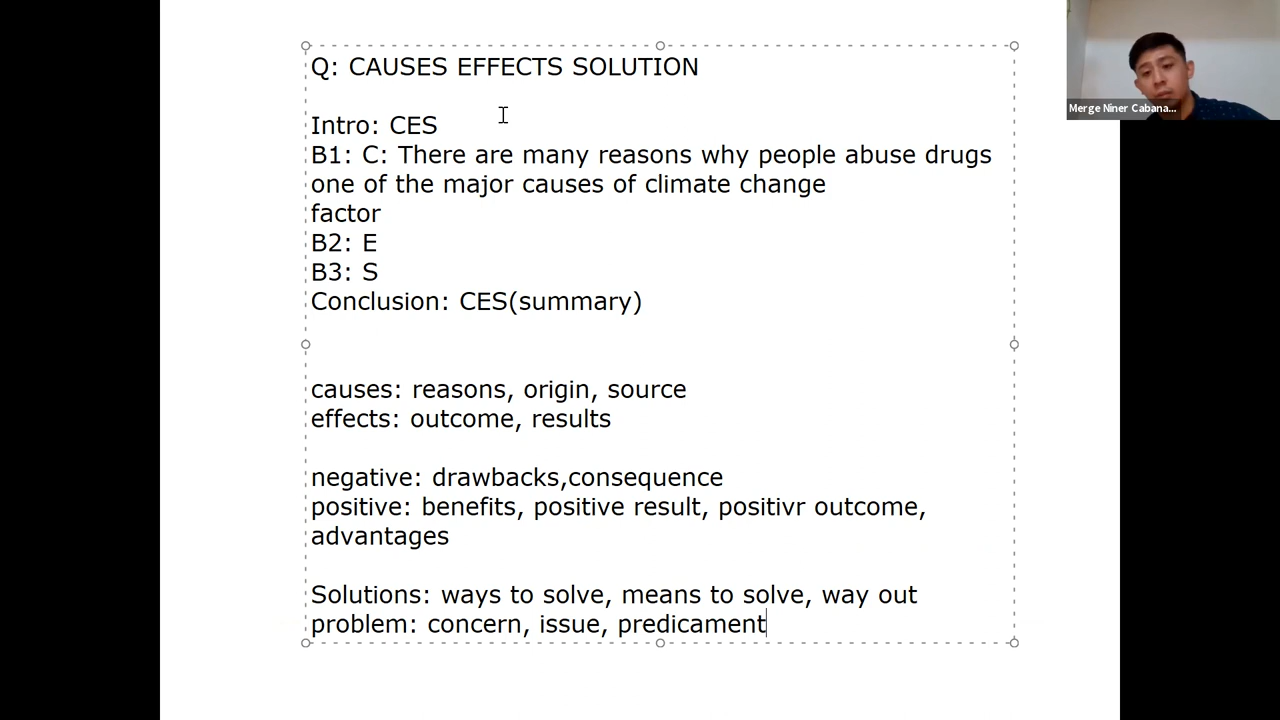 Q: CAUSES EFFECTS SOLUTION
Intro: CES
B1: C: There are many reasons why people abuse drugs
one of the major causes of climate change
factor
B2: E
B3: S
Conclusion: CES(summary)
causes: reasons, origin, source
effects: outcome, results
negative: drawbacks,consequence
positive: benefits, positive result, positivr outcome,
advantages
Solutions: ways to solve, means to solve, way out
problem: concern, issue, predicament
Merge Niner Cabana...